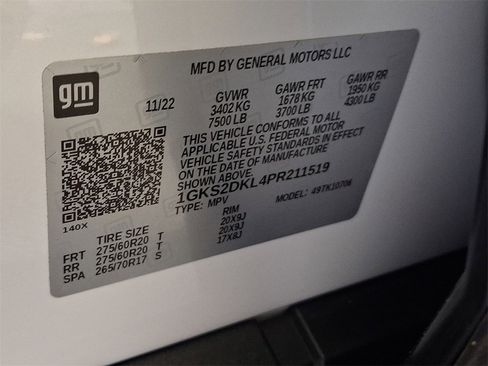 MFD BY GENERAL MOTORS LLC
gm
11/22 GVWR GAWR FRT GAWR RR
3402 KG 1678 KG 1950 KG
7500 LB 3700 LB 4300 LB
THIS VEHICLE CONFORMS TO ALL
APPLICABLE U.S. FEDERAL MOTOR
VEHICLE SAFETY STANDARDS IN EFFECT
ON THE DATE OF MANUFACTURE
SHOWN ABOVE.
1GKS2DKL4PR211519
TYPE: MPV MODEL: 49TK10706
140X
TIRE SIZE RIM
FRT 275/60R20 T 20X9J
RR 275/60R20 T 20X9J
SPA 265/70R17 S 17X8J